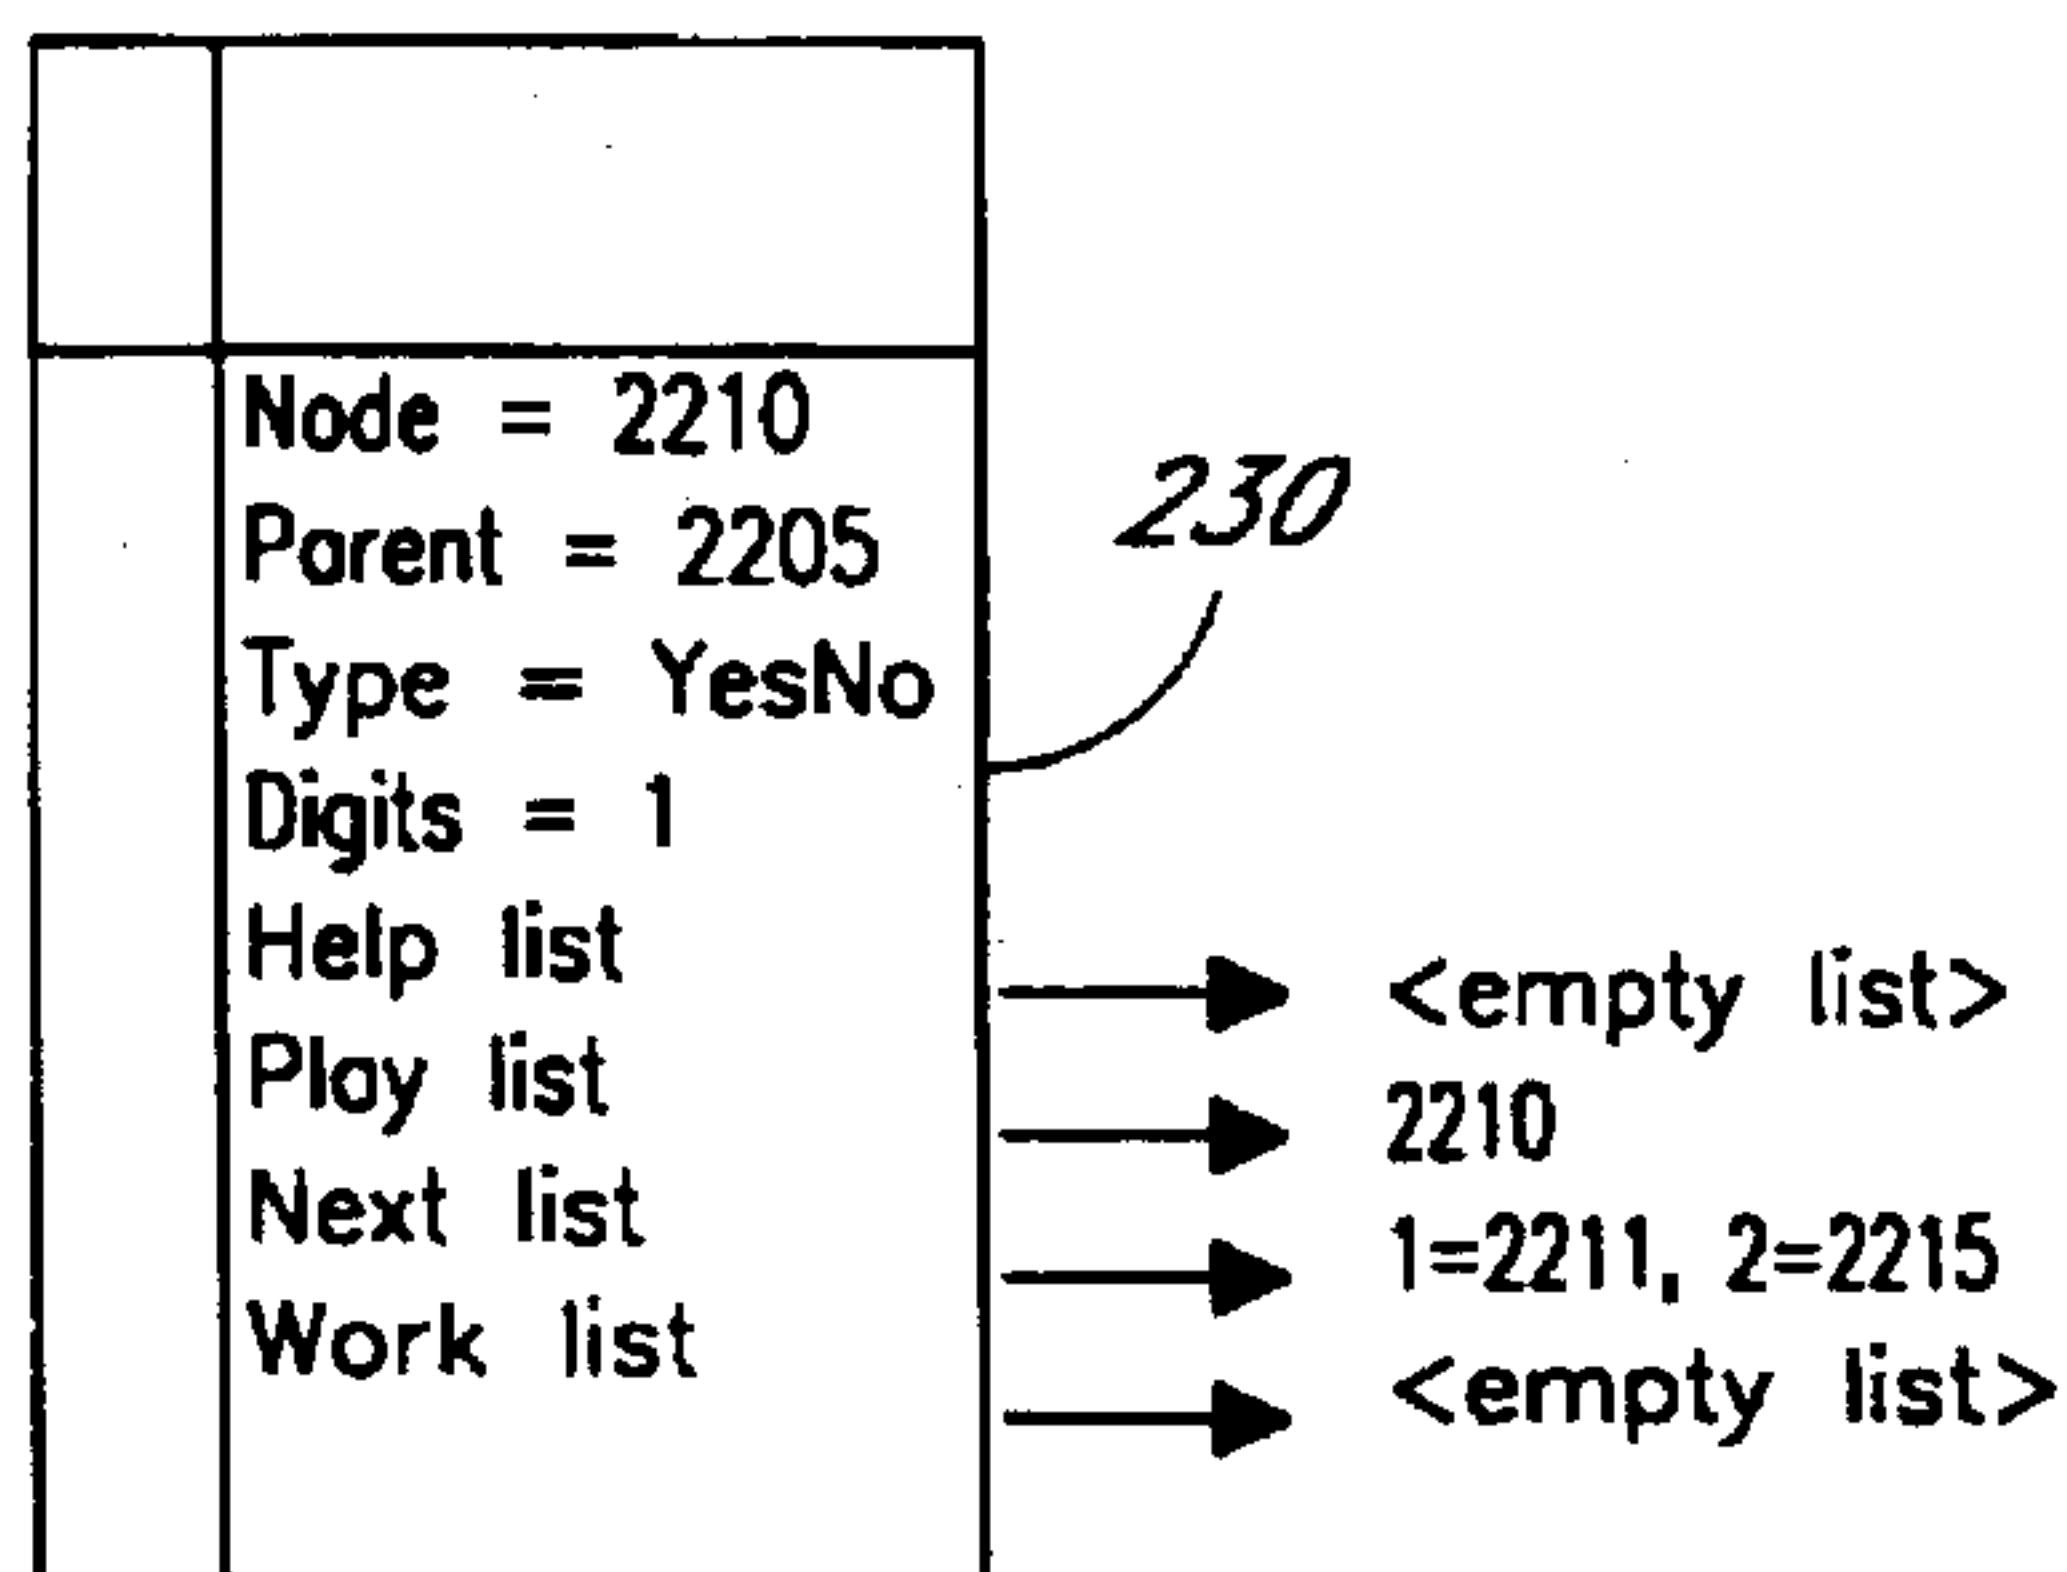 Node = 2210
Parent = 2205
230
Type = YesNo
Digits = 1
Help list
<empty list>
Play list
2210
Next list
1=2211, 2=2215
Work list
<empty list>